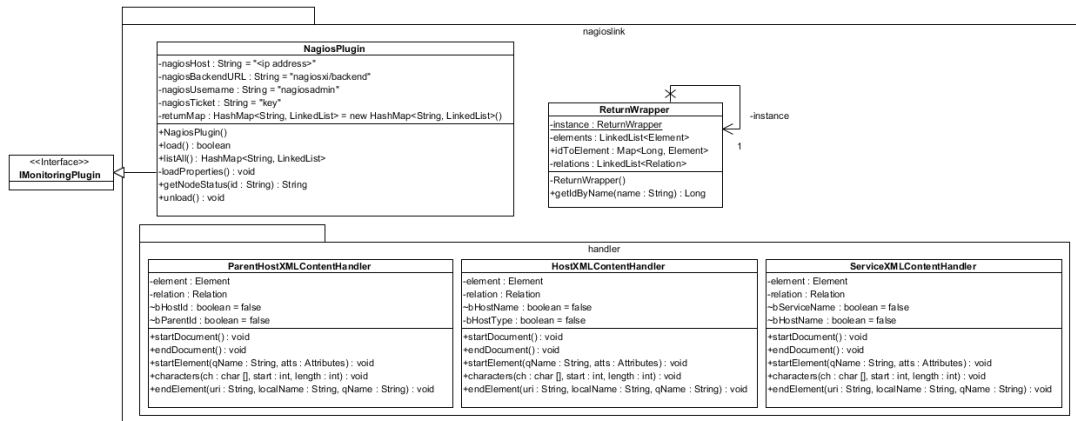 nagioslink
NagiosPlugin
-nagiosHost : String = "<ip address>"
-nagiosBackendURL : String = "nagiosxi/backend"
-nagiosUsername : String = "nagiosadmin"
-nagiosTicket : String = "key"
-returnMap : HashMap<String, LinkedList> = new HashMap<String, LinkedList>()
+NagiosPlugin()
+load() : boolean
+listAll() : HashMap<String, LinkedList>
-loadProperties() : void
+getNodeStatus(id : String) : String
+unload() : void
<<Interface>>
IMonitoringPlugin
ReturnWrapper
-instance : ReturnWrapper
-elements : LinkedList<Element>
+idToElement : Map<Long, Element>
-relations : LinkedList<Relation>
-ReturnWrapper()
+getIdByName(name : String) : Long
-instance
1
handler
ParentHostXMLContentHandler
-element : Element
-relation : Relation
~bHostId : boolean = false
~bParentId : boolean = false
+startDocument() : void
+endDocument() : void
+startElement(qName : String, atts : Attributes) : void
+characters(ch : char [], start : int, length : int) : void
+endElement(uri : String, localName : String, qName : String) : void
HostXMLContentHandler
-element : Element
-relation : Relation
~bHostName : boolean = false
-bHostType : boolean = false
+startDocument() : void
+endDocument() : void
+startElement(qName : String, atts : Attributes) : void
+characters(ch : char [], start : int, length : int) : void
+endElement(uri : String, localName : String, qName : String) : void
ServiceXMLContentHandler
-element : Element
-relation : Relation
~bServiceName : boolean = false
~bHostName : boolean = false
+startDocument() : void
+endDocument() : void
+startElement(qName : String, atts : Attributes) : void
+characters(ch : char [], start : int, length : int) : void
+endElement(uri : String, localName : String, qName : String) : void